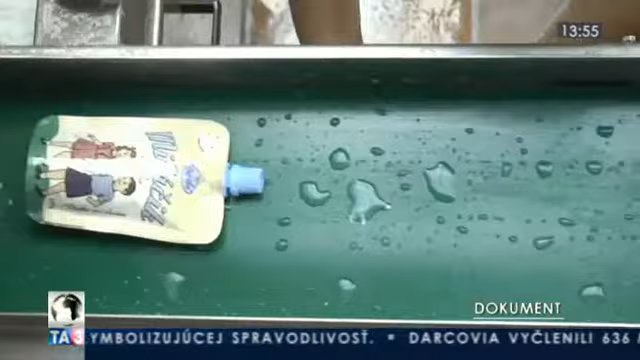 13:55
DOKUMENT
TA3 YMBOLIZUJÚCEJ SPRAVODLIVOSŤ. ▪ DARCOVIA VYČLENILI 636